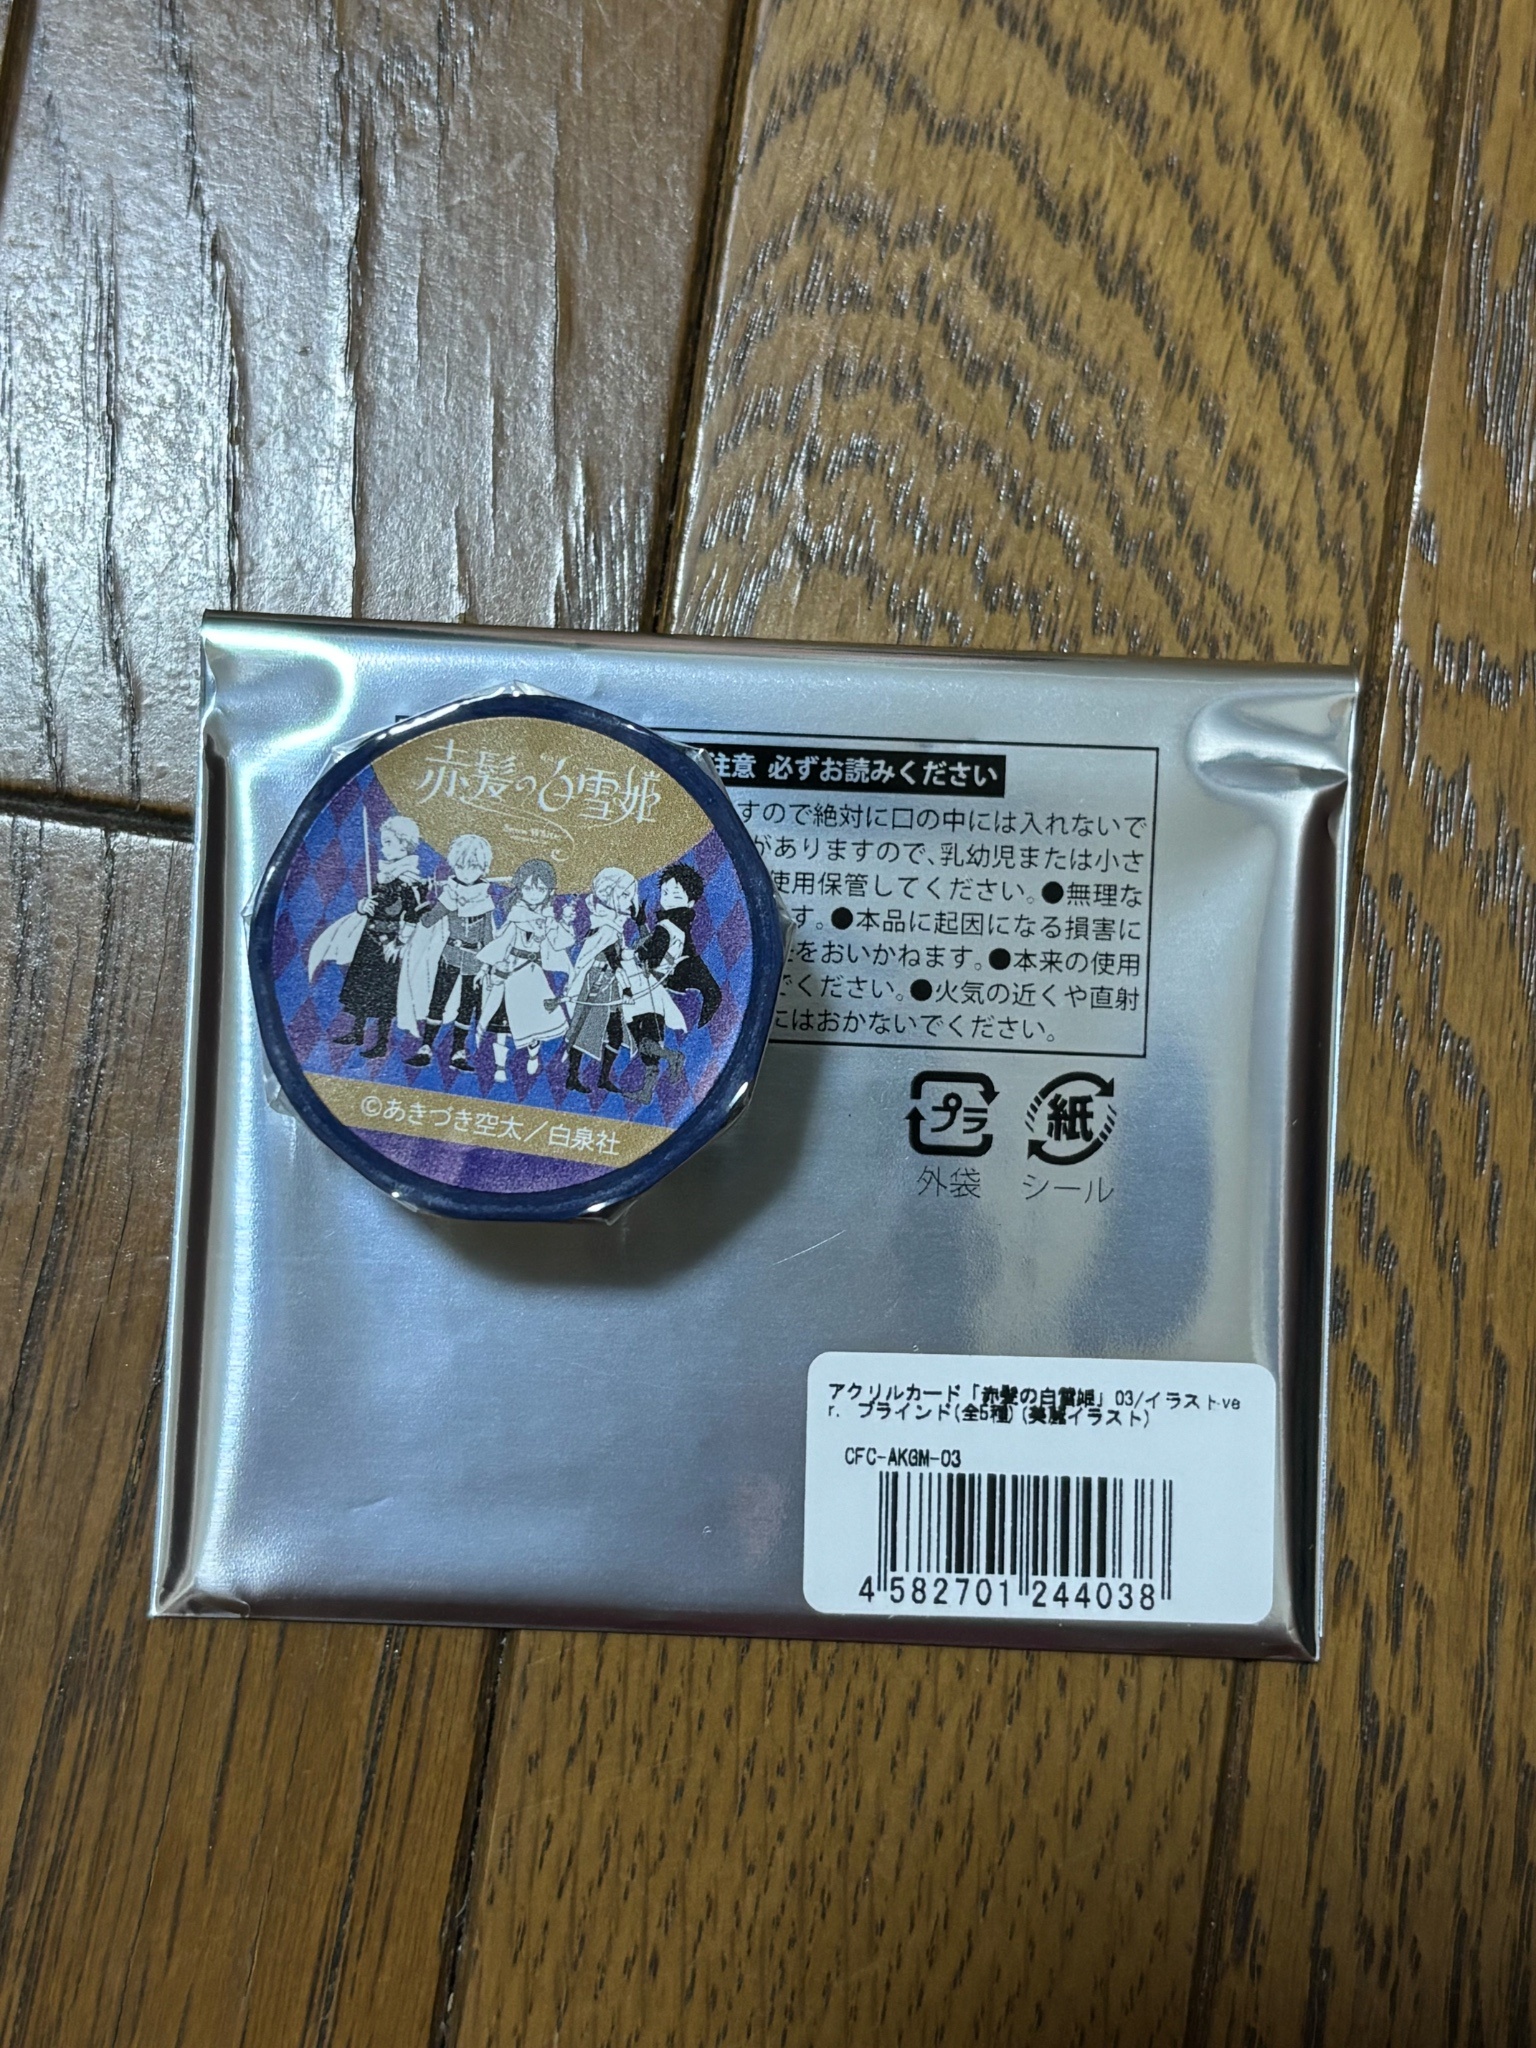 赤髪の白雪姫
Snow White
©あきづき空太／白泉社
注意 必ずお読みください
すので絶対に口の中には入れないで
がありますので、乳幼児または小さ
使用保管してください。●無理な
す。●本品に起因になる損害に
をおいかねます。●本来の使用
ください。●火気の近くや直射
にはおかないでください。
プラ
紙
外袋
シール
アクリルカード「赤髪の白雪姫」03/イラストve
r. ブラインド(全5種)(美麗イラスト)
CFC-AKGM-03
4582701244038